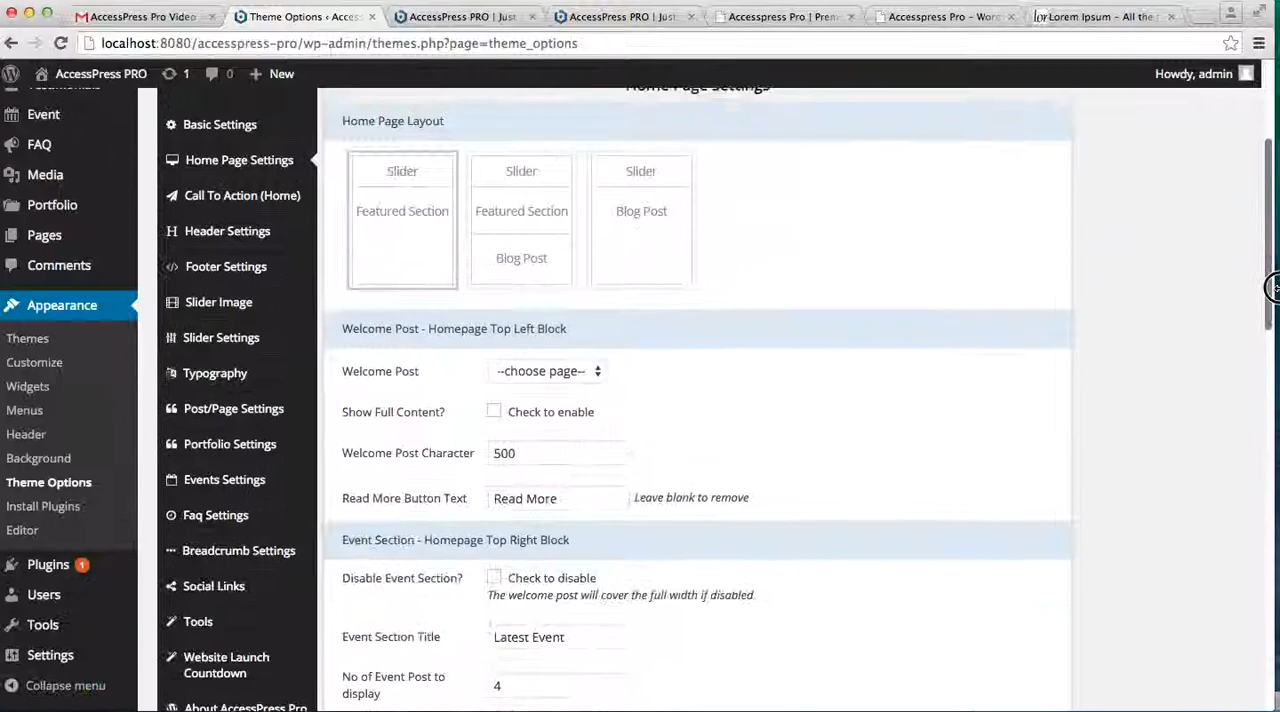 AccessPress Pro Video
Theme Options ‹ Acces
AccessPress PRO | Just
AccessPress PRO | Just
Accesspress Pro | Prem
Accesspress Pro - Wor
Lorem Ipsum - All the f
localhost:8080/accesspress-pro/wp-admin/themes.php?page=theme_options
AccessPress PRO 1 0 + New Howdy, admin
Testimonials
Event
FAQ
Media
Portfolio
Pages
Comments
Appearance
Themes
Customize
Widgets
Menus
Header
Background
Theme Options
Install Plugins
Editor
Plugins 1
Users
Tools
Settings
Collapse menu
Basic Settings
Home Page Settings
Call To Action (Home)
Header Settings
Footer Settings
Slider Image
Slider Settings
Typography
Post/Page Settings
Portfolio Settings
Events Settings
Faq Settings
Breadcrumb Settings
Social Links
Tools
Website Launch
Countdown
About AccessPress Pro
Home Page Settings
Home Page Layout
Slider
Featured Section
Slider
Featured Section
Blog Post
Slider
Blog Post
Welcome Post - Homepage Top Left Block
Welcome Post --choose page--
Show Full Content? Check to enable
Welcome Post Character 500
Read More Button Text Read More Leave blank to remove
Event Section - Homepage Top Right Block
Disable Event Section? Check to disable
The welcome post will cover the full width if disabled.
Event Section Title Latest Event
No of Event Post to
display
4